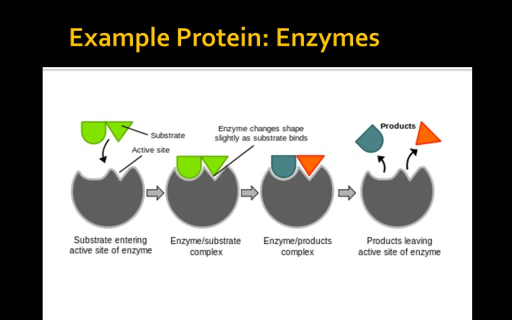 Example Protein: Enzymes
Substrate
Active site
Enzyme changes shape
slightly as substrate binds
Products
Substrate entering
active site of enzyme
Enzyme/substrate
complex
Enzyme/products
complex
Products leaving
active site of enzyme